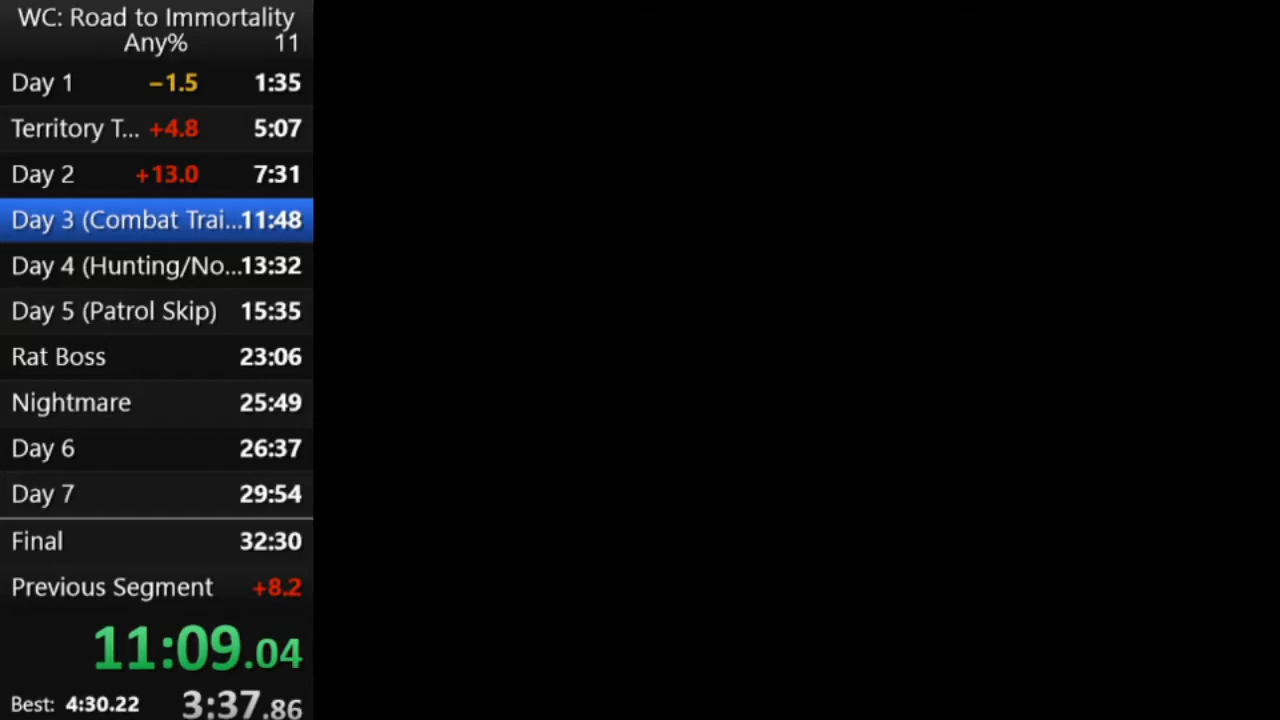 WC: Road to Immortality
Any% 11
Day 1 −1.5 1:35
Territory T... +4.8 5:07
Day 2 +13.0 7:31
Day 3 (Combat Trai... 11:48
Day 4 (Hunting/No... 13:32
Day 5 (Patrol Skip) 15:35
Rat Boss 23:06
Nightmare 25:49
Day 6 26:37
Day 7 29:54
Final 32:30
Previous Segment +8.2
11:09.04
Best: 4:30.22 3:37.86